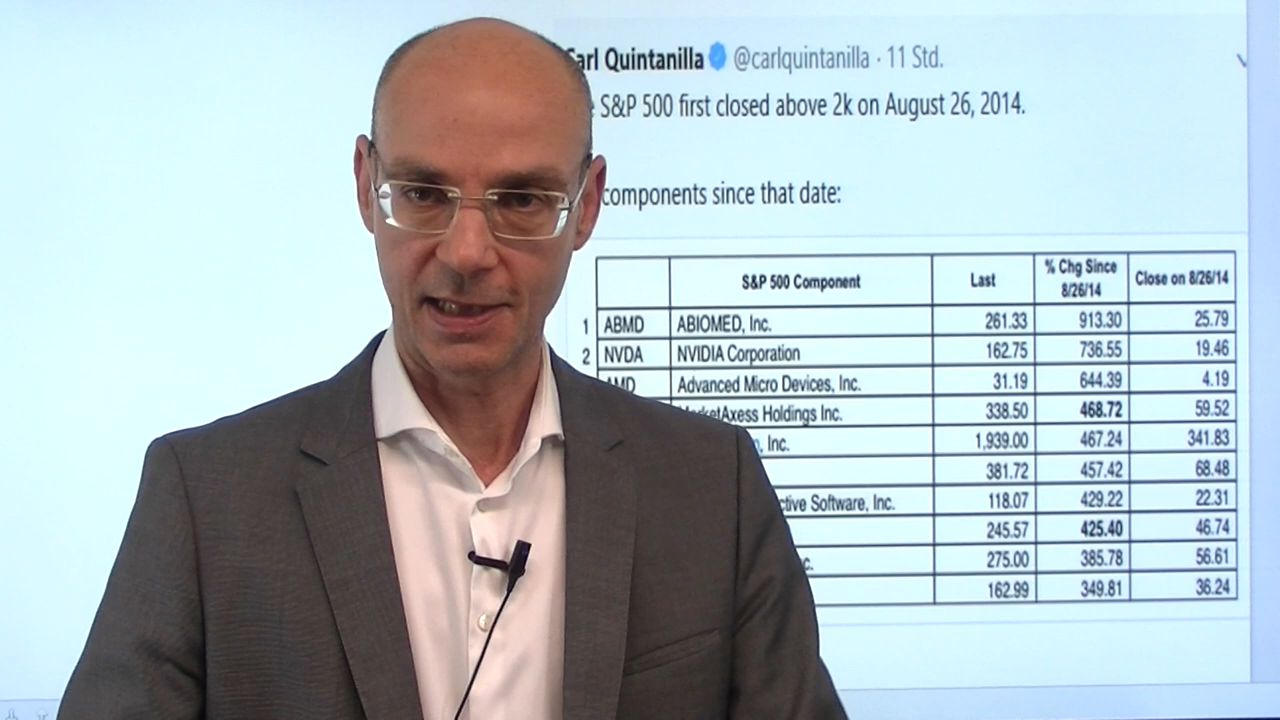 Carl Quintanilla @carlquintanilla · 11 Std.
S&P 500 first closed above 2k on August 26, 2014.
components since that date:
S&P 500 Component Last % Chg Since 8/26/14 Close on 8/26/14
1 ABMD ABIOMED, Inc. 261.33 913.30 25.79
2 NVDA NVIDIA Corporation 162.75 736.55 19.46
AMD Advanced Micro Devices, Inc. 31.19 644.39 4.19
MarketAxess Holdings Inc. 338.50 468.72 59.52
, Inc. 1,939.00 467.24 341.83
381.72 457.42 68.48
ctive Software, Inc. 118.07 429.22 22.31
245.57 425.40 46.74
c. 275.00 385.78 56.61
162.99 349.81 36.24